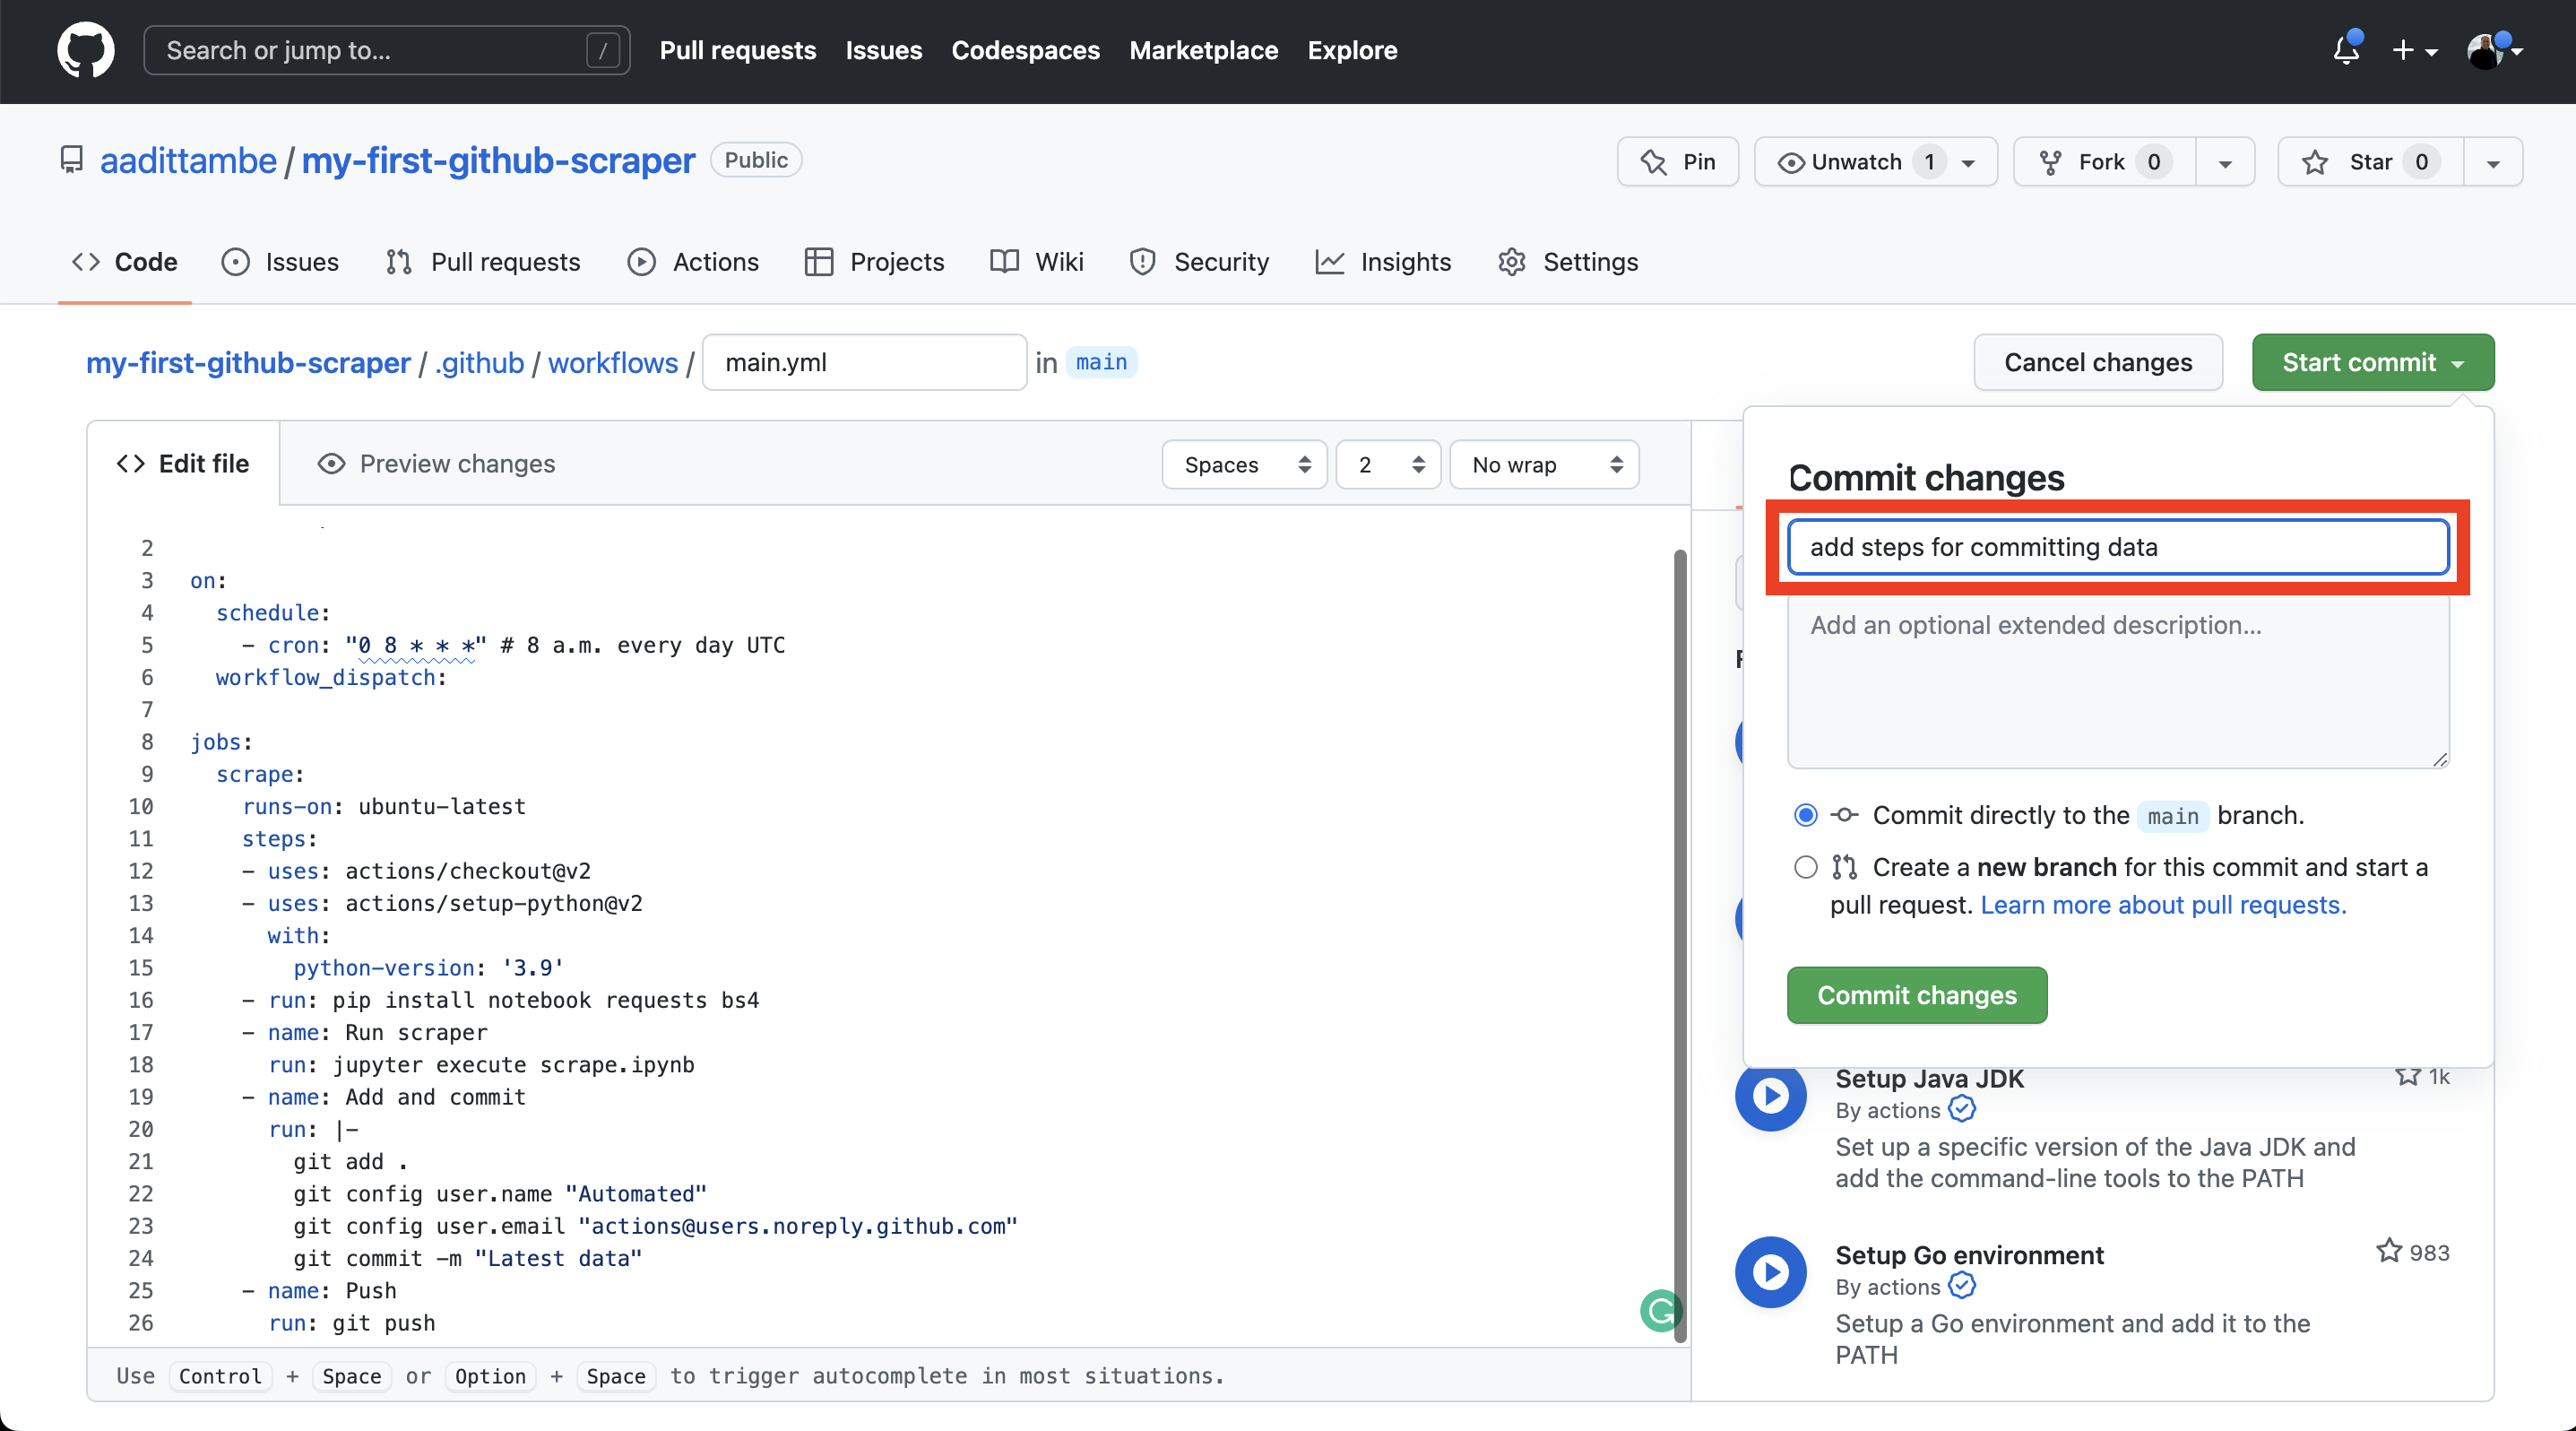 Search or jump to... /
Pull requests Issues Codespaces Marketplace Explore
aadittambe / my-first-github-scraper Public
Pin Unwatch 1 Fork 0 Star 0
Code Issues Pull requests Actions Projects Wiki Security Insights Settings
my-first-github-scraper / .github / workflows / main.yml in main
Cancel changes Start commit
Edit file Preview changes Spaces 2 No wrap
2
3 on:
4 schedule:
5 - cron: "0 8 * * *" # 8 a.m. every day UTC
6 workflow_dispatch:
7
8 jobs:
9 scrape:
10 runs-on: ubuntu-latest
11 steps:
12 - uses: actions/checkout@v2
13 - uses: actions/setup-python@v2
14 with:
15 python-version: '3.9'
16 - run: pip install notebook requests bs4
17 - name: Run scraper
18 run: jupyter execute scrape.ipynb
19 - name: Add and commit
20 run: |-
21 git add .
22 git config user.name "Automated"
23 git config user.email "actions@users.noreply.github.com"
24 git commit -m "Latest data"
25 - name: Push
26 run: git push
Use Control + Space or Option + Space to trigger autocomplete in most situations.
Commit changes
add steps for committing data
Add an optional extended description...
Commit directly to the main branch.
Create a new branch for this commit and start a
pull request. Learn more about pull requests.
Commit changes
Setup Java JDK 1k
By actions
Set up a specific version of the Java JDK and
add the command-line tools to the PATH
Setup Go environment 983
By actions
Setup a Go environment and add it to the
PATH